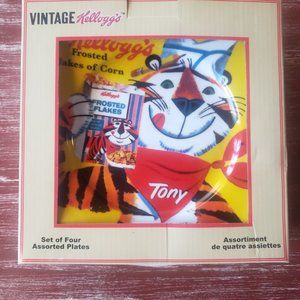 VINTAGE Kellogg's
Kellogg's
Frosted
lakes of Corn
Kellogg's
FROSTED
FLAKES
Tony
Set of Four
Assorted Plates
Assortiment
de quatre assiettes